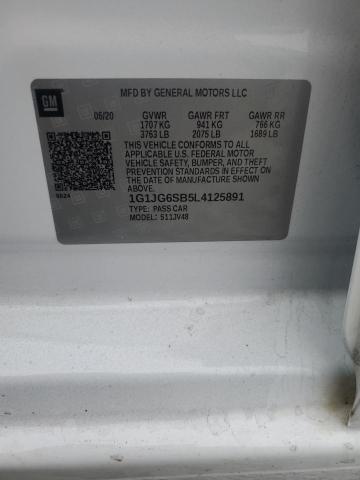 GM
MFD BY GENERAL MOTORS LLC
06/20 GVWR GAWR FRT GAWR RR
1707 KG 941 KG 766 KG
3763 LB 2075 LB 1689 LB
THIS VEHICLE CONFORMS TO ALL
APPLICABLE U.S. FEDERAL MOTOR
VEHICLE SAFETY, BUMPER, AND THEFT
PREVENTION STANDARDS IN EFFECT ON
THE DATE OF MANUFACTURE SHOWN ABOVE.
9824 1G1JG6SB5L4125891
TYPE: PASS CAR
MODEL: 511JV48